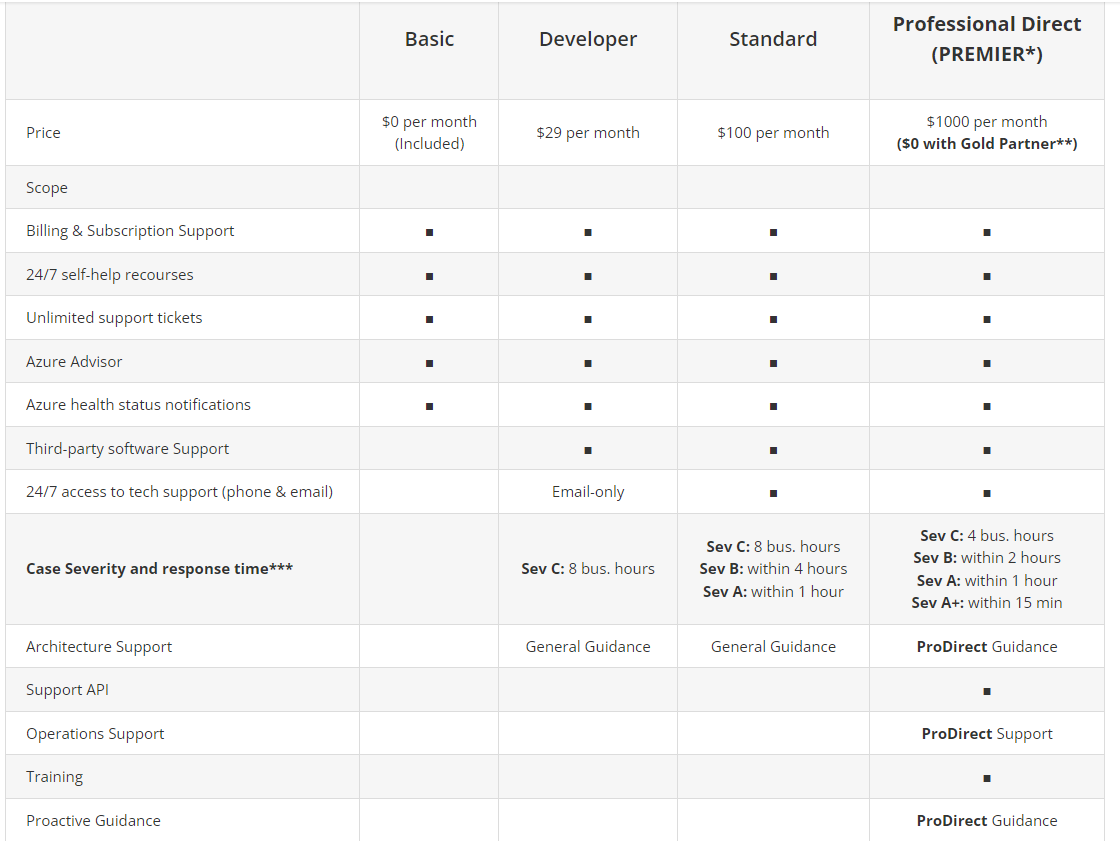 Basic Developer Standard Professional Direct
(PREMIER*)
Price $0 per month
(Included) $29 per month $100 per month $1000 per month
($0 with Gold Partner**)
Scope
Billing & Subscription Support ■ ■ ■ ■
24/7 self-help recourses ■ ■ ■ ■
Unlimited support tickets ■ ■ ■ ■
Azure Advisor ■ ■ ■ ■
Azure health status notifications ■ ■ ■ ■
Third-party software Support ■ ■ ■
24/7 access to tech support (phone & email) Email-only ■ ■
Case Severity and response time***
Sev C: 8 bus. hours
Sev C: 8 bus. hours
Sev B: within 4 hours
Sev A: within 1 hour
Sev C: 4 bus. hours
Sev B: within 2 hours
Sev A: within 1 hour
Sev A+: within 15 min
Architecture Support General Guidance General Guidance ProDirect Guidance
Support API ■
Operations Support ProDirect Support
Training ■
Proactive Guidance ProDirect Guidance